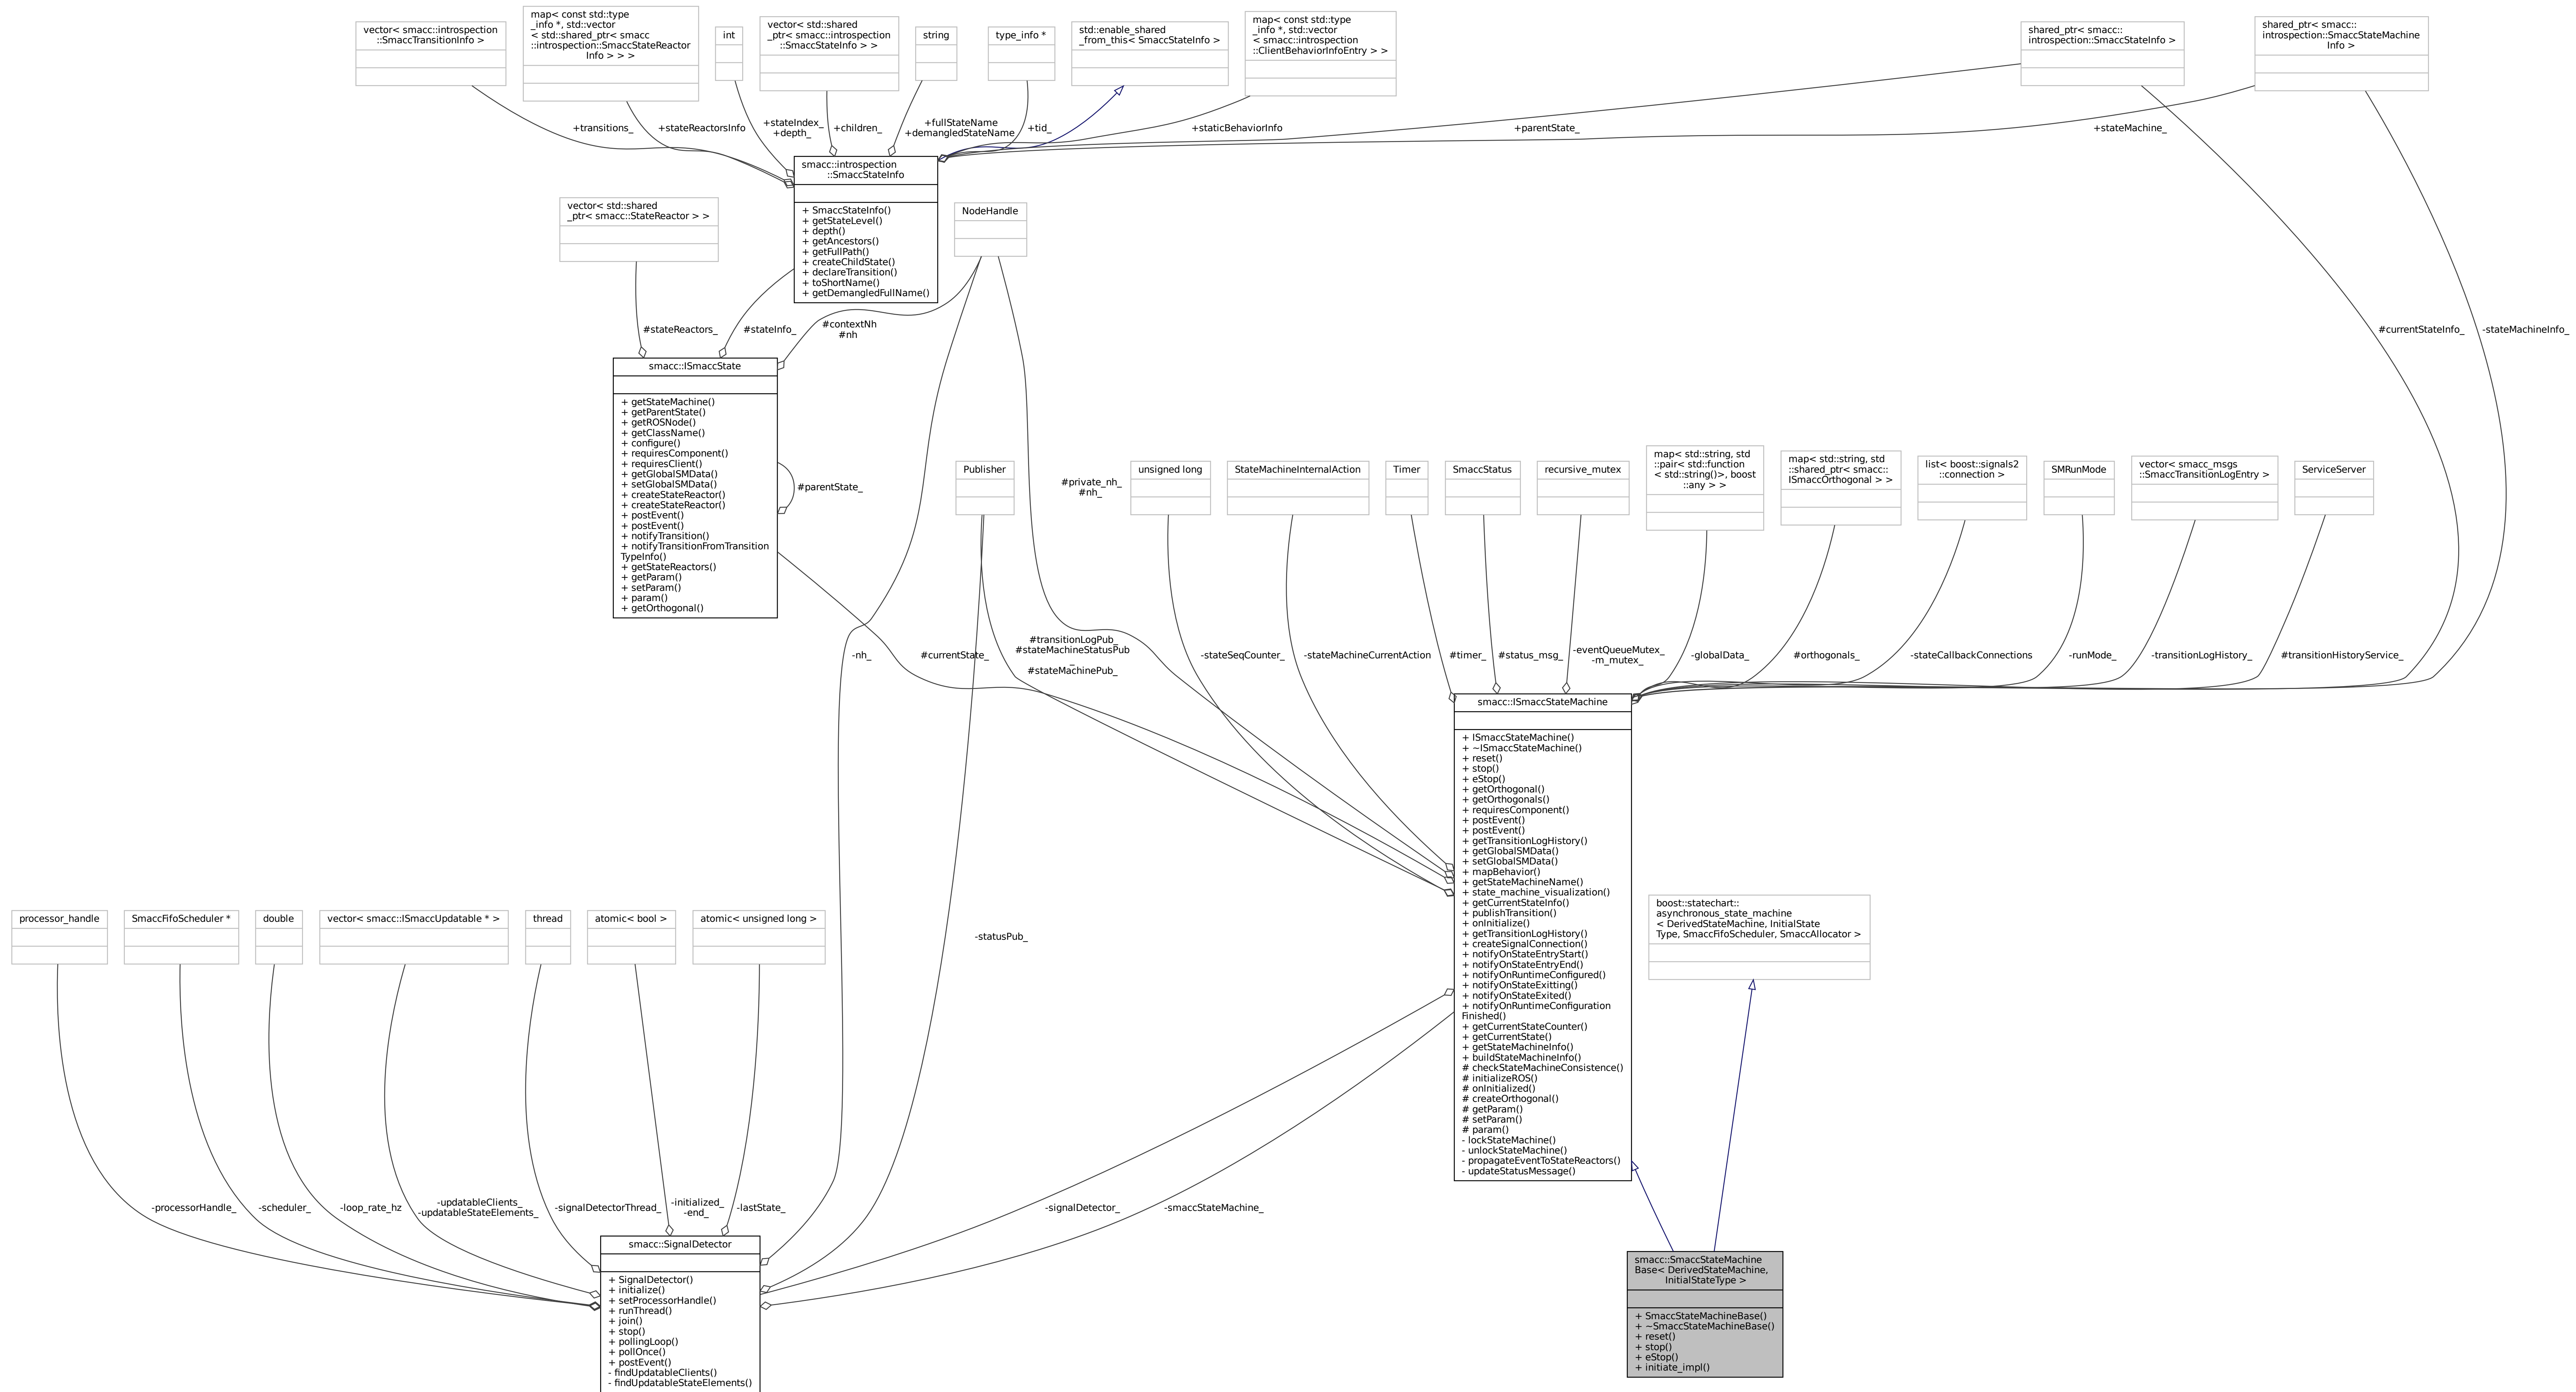 vector< smacc::introspection
::SmaccTransitionInfo >
map< const std::type
_info *, std::vector
< std::shared_ptr< smacc
::introspection::SmaccStateReactor
Info > > >
int
vector< std::shared
_ptr< smacc::introspection
::SmaccStateInfo > >
string
type_info *
std::enable_shared
_from_this< SmaccStateInfo >
map< const std::type
_info *, std::vector
< smacc::introspection
::ClientBehaviorInfoEntry > >
shared_ptr< smacc::
introspection::SmaccStateInfo >
shared_ptr< smacc::
introspection::SmaccStateMachine
Info >
+transitions_
+stateReactorsInfo
+stateIndex_
+depth_
+children_
+fullStateName
+demangledStateName
+tid_
+staticBehaviorInfo
+parentState_
+stateMachine_
smacc::introspection
::SmaccStateInfo
+ SmaccStateInfo()
+ getStateLevel()
+ depth()
+ getAncestors()
+ getFullPath()
+ createChildState()
+ declareTransition()
+ toShortName()
+ getDemangledFullName()
vector< std::shared
_ptr< smacc::StateReactor > >
NodeHandle
#stateReactors_
#stateInfo_
#contextNh
#nh
#currentStateInfo_
-stateMachineInfo_
smacc::ISmaccState
+ getStateMachine()
+ getParentState()
+ getROSNode()
+ getClassName()
+ configure()
+ requiresComponent()
+ requiresClient()
+ getGlobalSMData()
+ setGlobalSMData()
+ createStateReactor()
+ createStateReactor()
+ postEvent()
+ postEvent()
+ notifyTransition()
+ notifyTransitionFromTransition
TypeInfo()
+ getStateReactors()
+ getParam()
+ setParam()
+ param()
+ getOrthogonal()
#parentState_
Publisher
#private_nh_
#nh_
unsigned long
StateMachineInternalAction
Timer
SmaccStatus
recursive_mutex
map< std::string, std
::pair< std::function
< std::string()>, boost
::any > >
map< std::string, std
::shared_ptr< smacc::
ISmaccOrthogonal > >
list< boost::signals2
::connection >
SMRunMode
vector< smacc_msgs
::SmaccTransitionLogEntry >
ServiceServer
-nh_
#currentState_
#transitionLogPub_
#stateMachineStatusPub
_
#stateMachinePub_
-stateSeqCounter_
-stateMachineCurrentAction
#timer_
#status_msg_
-eventQueueMutex_
-m_mutex_
-globalData_
#orthogonals_
-stateCallbackConnections
-runMode_
-transitionLogHistory_
#transitionHistoryService_
smacc::ISmaccStateMachine
+ ISmaccStateMachine()
+ ~ISmaccStateMachine()
+ reset()
+ stop()
+ eStop()
+ getOrthogonal()
+ getOrthogonals()
+ requiresComponent()
+ postEvent()
+ postEvent()
+ getTransitionLogHistory()
+ getGlobalSMData()
+ setGlobalSMData()
+ mapBehavior()
+ getStateMachineName()
+ state_machine_visualization()
+ getCurrentStateInfo()
+ publishTransition()
+ onInitialize()
+ getTransitionLogHistory()
+ createSignalConnection()
+ notifyOnStateEntryStart()
+ notifyOnStateEntryEnd()
+ notifyOnRuntimeConfigured()
+ notifyOnStateExitting()
+ notifyOnStateExited()
+ notifyOnRuntimeConfiguration
Finished()
+ getCurrentStateCounter()
+ getCurrentState()
+ getStateMachineInfo()
+ buildStateMachineInfo()
# checkStateMachineConsistence()
# initializeROS()
# onInitialized()
# createOrthogonal()
# getParam()
# setParam()
# param()
- lockStateMachine()
- unlockStateMachine()
- propagateEventToStateReactors()
- updateStatusMessage()
boost::statechart::
asynchronous_state_machine
< DerivedStateMachine, InitialState
Type, SmaccFifoScheduler, SmaccAllocator >
processor_handle
SmaccFifoScheduler *
double
vector< smacc::ISmaccUpdatable * >
thread
atomic< bool >
atomic< unsigned long >
-statusPub_
-processorHandle_
-scheduler_
-loop_rate_hz
-updatableClients_
-updatableStateElements_
-signalDetectorThread_
-initialized_
-end_
-lastState_
-signalDetector_
-smaccStateMachine_
smacc::SignalDetector
+ SignalDetector()
+ initialize()
+ setProcessorHandle()
+ runThread()
+ join()
+ stop()
+ pollingLoop()
+ pollOnce()
+ postEvent()
- findUpdatableClients()
- findUpdatableStateElements()
smacc::SmaccStateMachine
Base< DerivedStateMachine,
InitialStateType >
+ SmaccStateMachineBase()
+ ~SmaccStateMachineBase()
+ reset()
+ stop()
+ eStop()
+ initiate_impl()